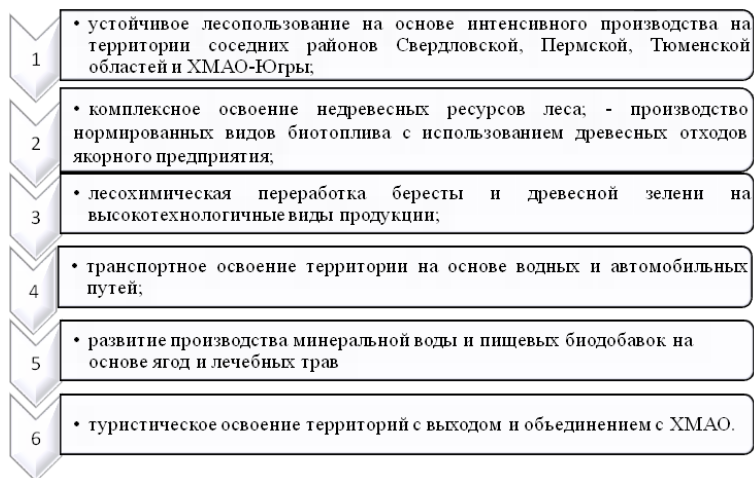 1
• устойчивое лесопользование на основе интенсивного производства на
территории соседних районов Свердловской, Пермской, Тюменской
областей и ХМАО-Югры;
2
• комплексное освоение недревесных ресурсов леса; - производство
нормированных видов биотоплива с использованием древесных отходов
якорного предприятия;
3
• лесохимическая переработка бересты и древесной зелени на
высокотехнологичные виды продукции;
4
• транспортное освоение территории на основе водных и автомобильных
путей;
5
• развитие производства минеральной воды и пищевых биодобавок на
основе ягод и лечебных трав
6
• туристическое освоение территорий с выходом и объединением с ХМАО.